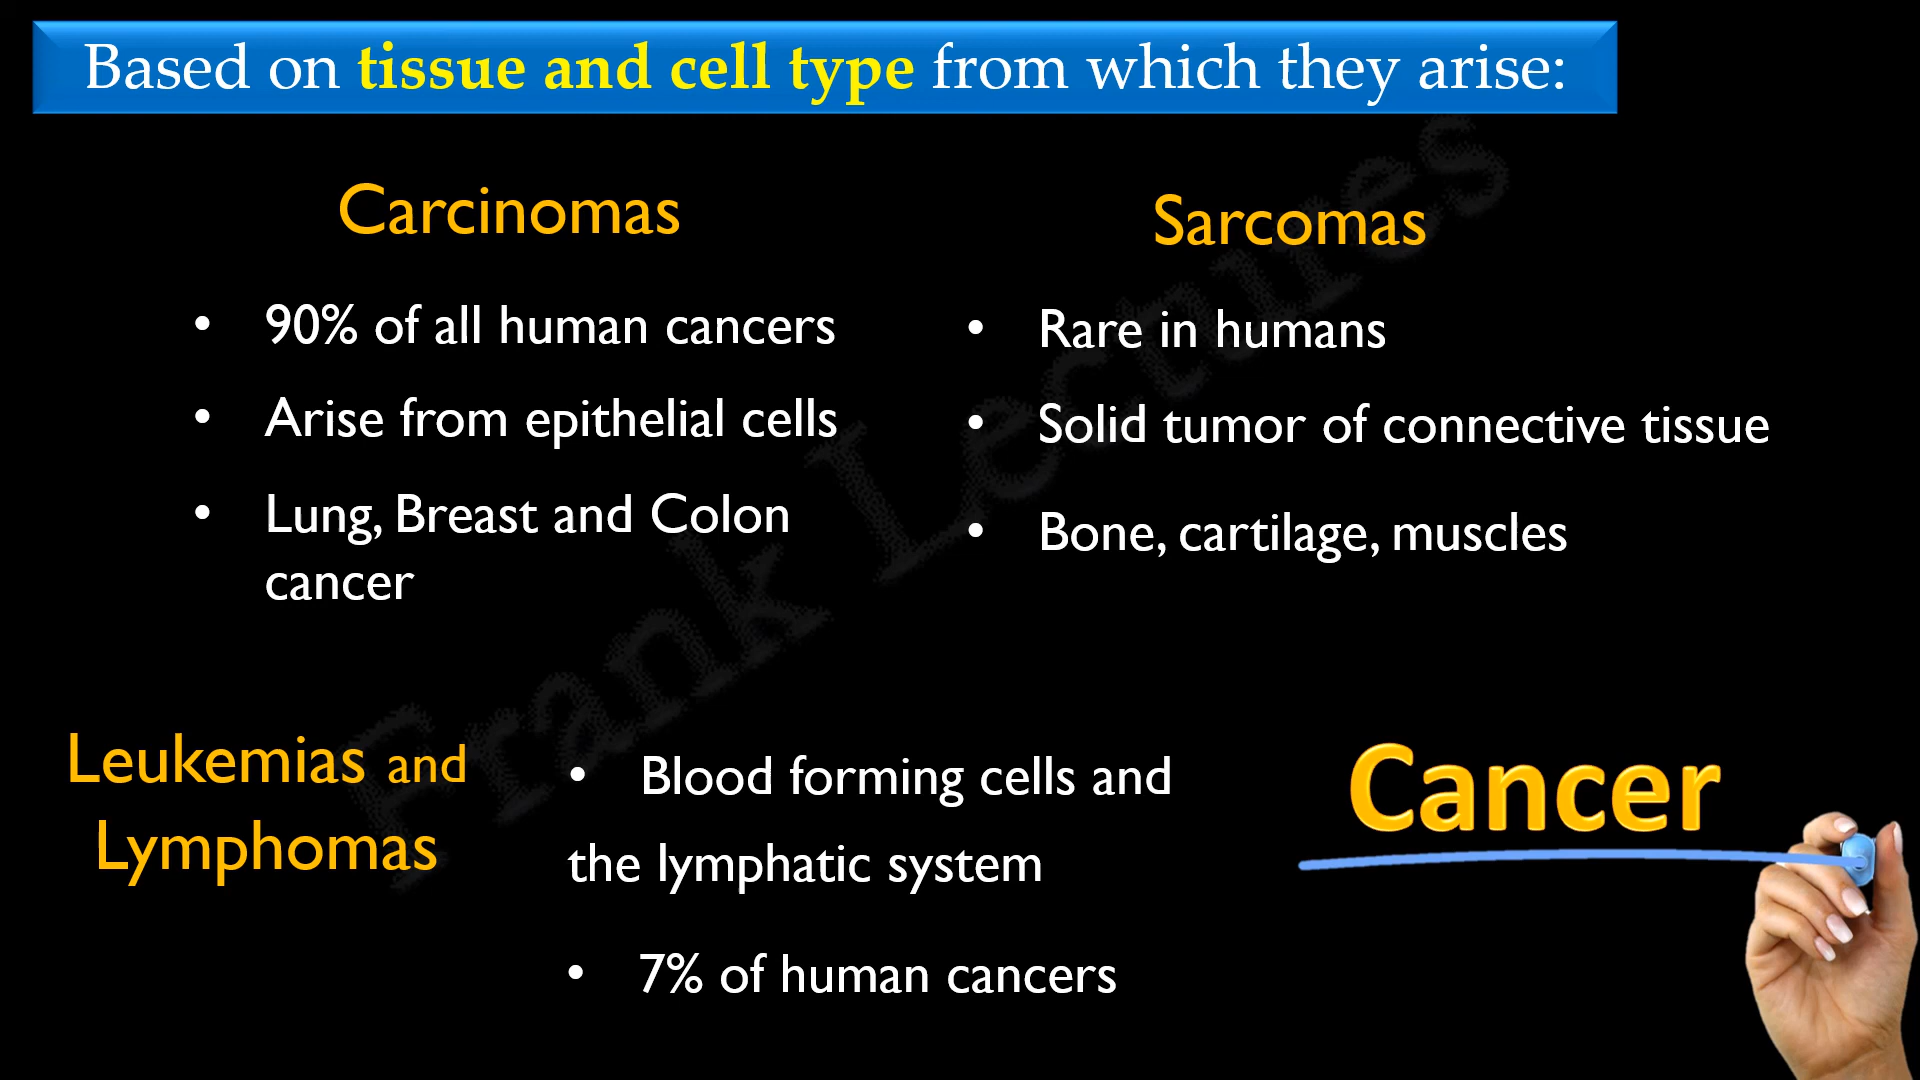 Based on tissue and cell type from which they arise:
Carcinomas
• 90% of all human cancers
• Arise from epithelial cells
• Lung, Breast and Colon
cancer
Sarcomas
• Rare in humans
• Solid tumor of connective tissue
• Bone, cartilage, muscles
Leukemias and
Lymphomas
• Blood forming cells and
the lymphatic system
• 7% of human cancers
Cancer
Frank Lectures